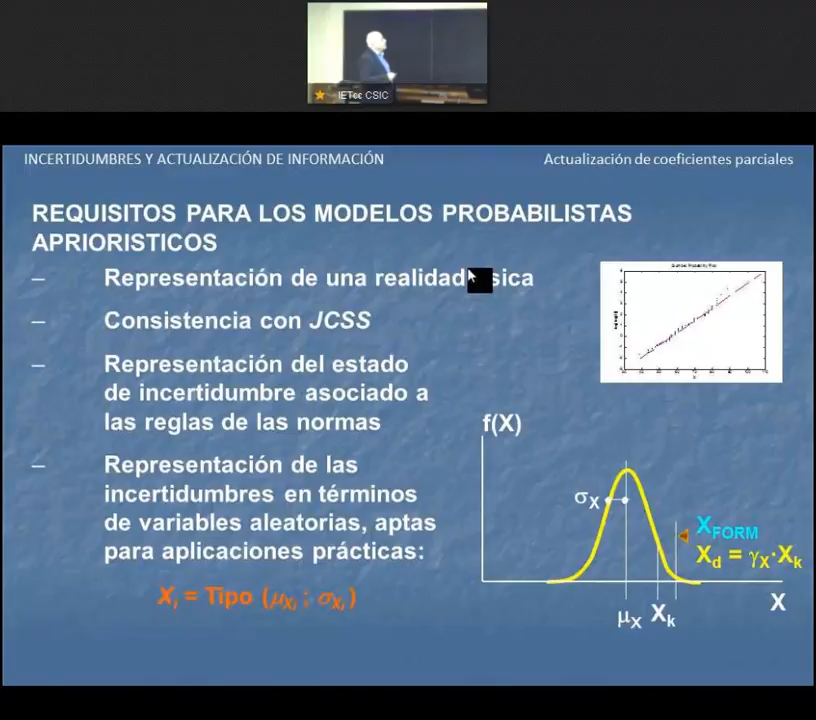 IETcc CSIC
INCERTIDUMBRES Y ACTUALIZACIÓN DE INFORMACIÓN
Actualización de coeficientes parciales
REQUISITOS PARA LOS MODELOS PROBABILISTAS
APRIORISTICOS
– Representación de una realidad sica
– Consistencia con JCSS
– Representación del estado
de incertidumbre asociado a
las reglas de las normas
– Representación de las
incertidumbres en términos
de variables aleatorias, aptas
para aplicaciones prácticas:
Xi = Tipo (μXi ; σXi)
f(X)
σX
XFORM
Xd = γX·Xk
X
μX Xk